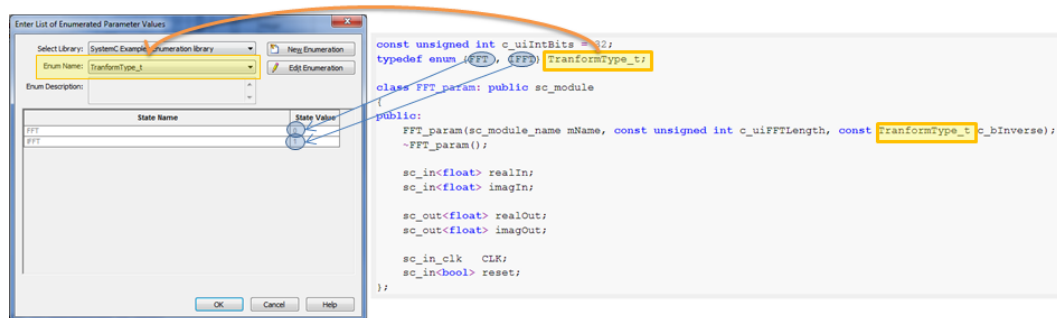 Enter List of Enumerated Parameter Values
Select Library: SystemC Example Enumeration library
New Enumeration
Enum Name: TranformType_t
Edit Enumeration
Enum Description:
State Name State Value
FFT 0
IFFT 1
OK Cancel Help
const unsigned int c_uiIntBits = 32;
typedef enum {FFT, IFFT} TranformType_t;
class FFT_param: public sc_module
{
public:
FFT_param(sc_module_name mName, const unsigned int c_uiFFTLength, const TranformType_t c_bInverse);
~FFT_param();
sc_in<float> realIn;
sc_in<float> imagIn;
sc_out<float> realOut;
sc_out<float> imagOut;
sc_in_clk CLK;
sc_in<bool> reset;
};